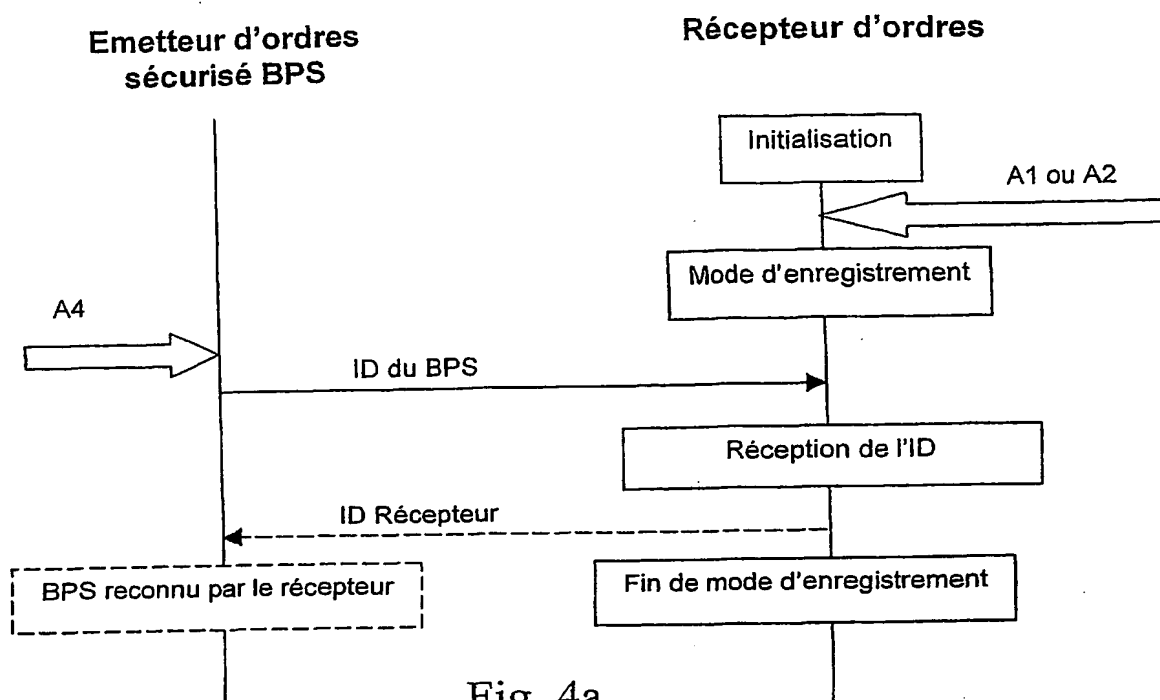 Emetteur d'ordres
sécurisé BPS
Récepteur d'ordres
Initialisation
A1 ou A2
Mode d'enregistrement
A4
ID du BPS
Réception de l'ID
ID Récepteur
BPS reconnu par le récepteur
Fin de mode d'enregistrement
Fig. 4a